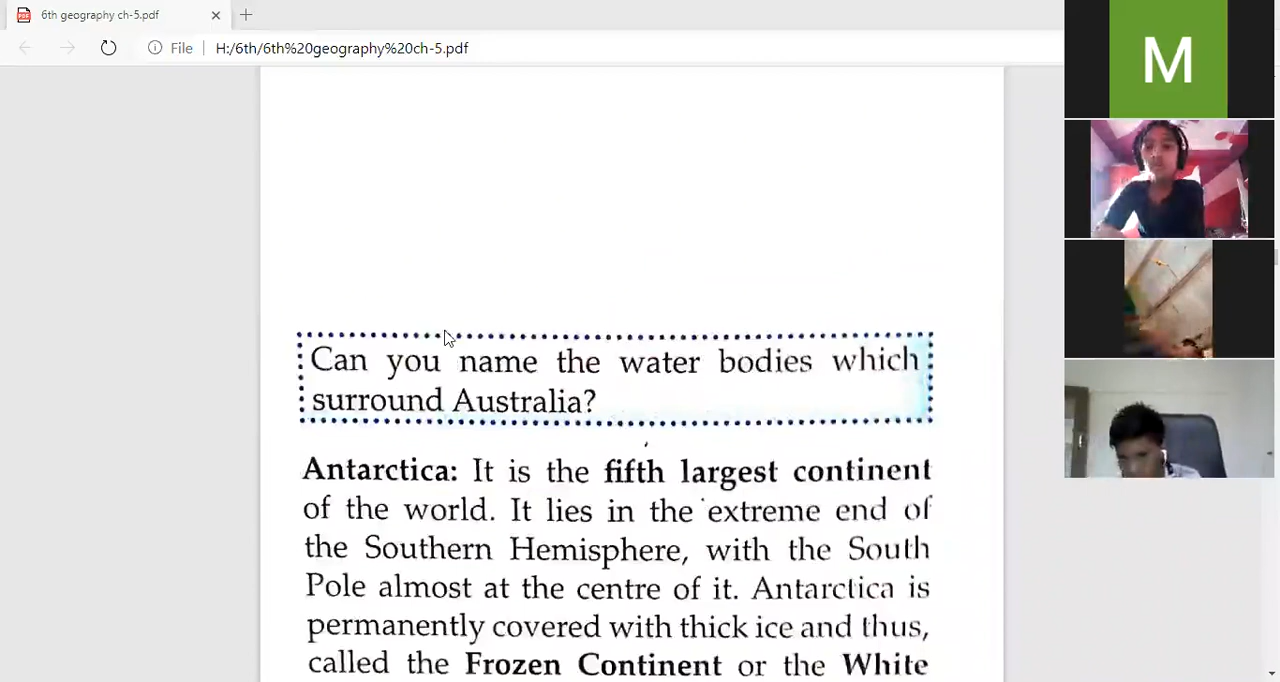 6th geography ch-5.pdf
File
H:/6th/6th%20geography%20ch-5.pdf
M
Can you name the water bodies which
surround Australia?
Antarctica: It is the fifth largest continent
of the world. It lies in the extreme end of
the Southern Hemisphere, with the South
Pole almost at the centre of it. Antarctica is
permanently covered with thick ice and thus,
called the Frozen Continent or the White